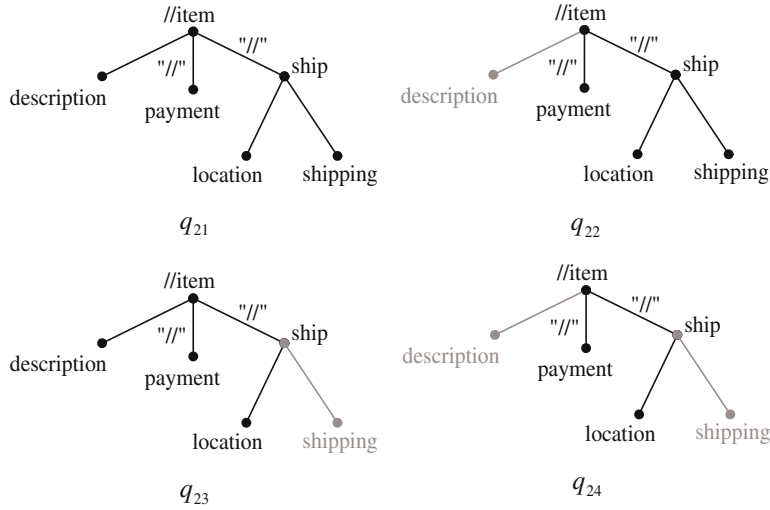 //item
"//"
"//"
ship
description
payment
location
shipping
q21
//item
"//"
"//"
ship
description
payment
location
shipping
q22
//item
"//"
"//"
ship
description
payment
location
shipping
q23
//item
"//"
"//"
ship
description
payment
location
shipping
q24